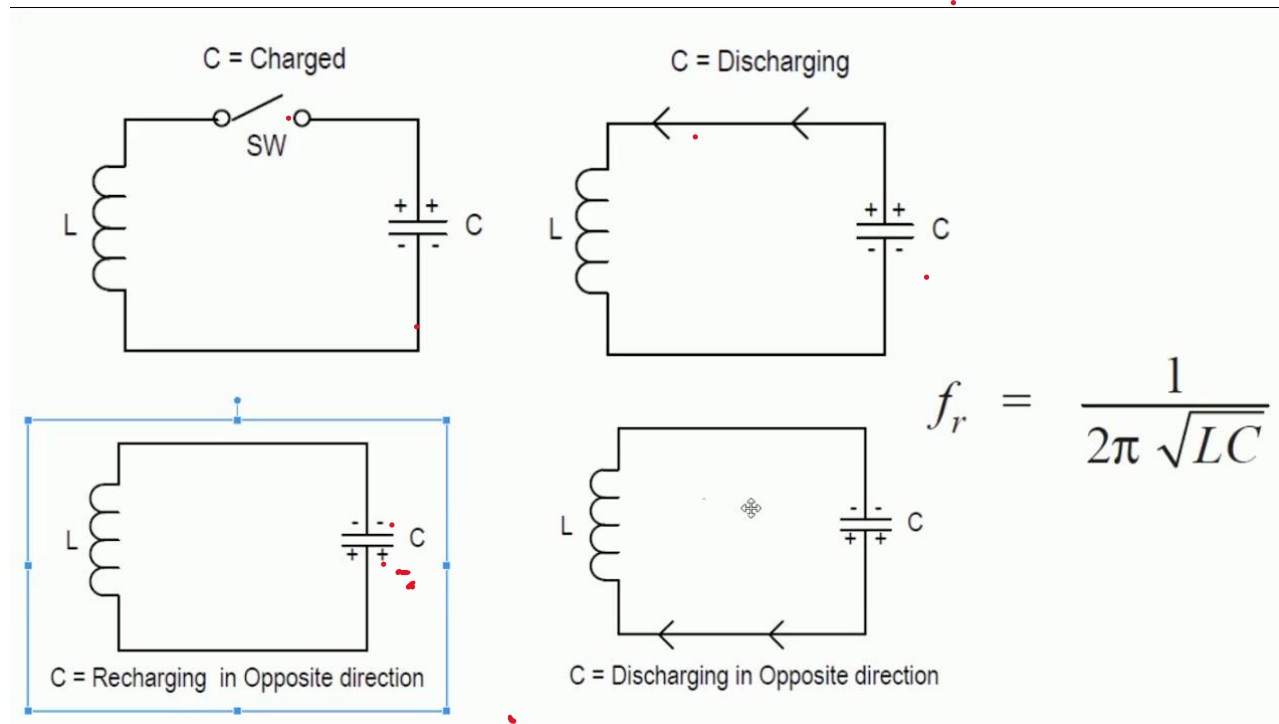 C = Charged
SW
+ +
L
C
- -
C = Discharging
+ +
L
C
- -
f_r = 1 / 2π √LC
- -
L
C
+ +
C = Recharging in Opposite direction
- -
L
C
+ +
C = Discharging in Opposite direction